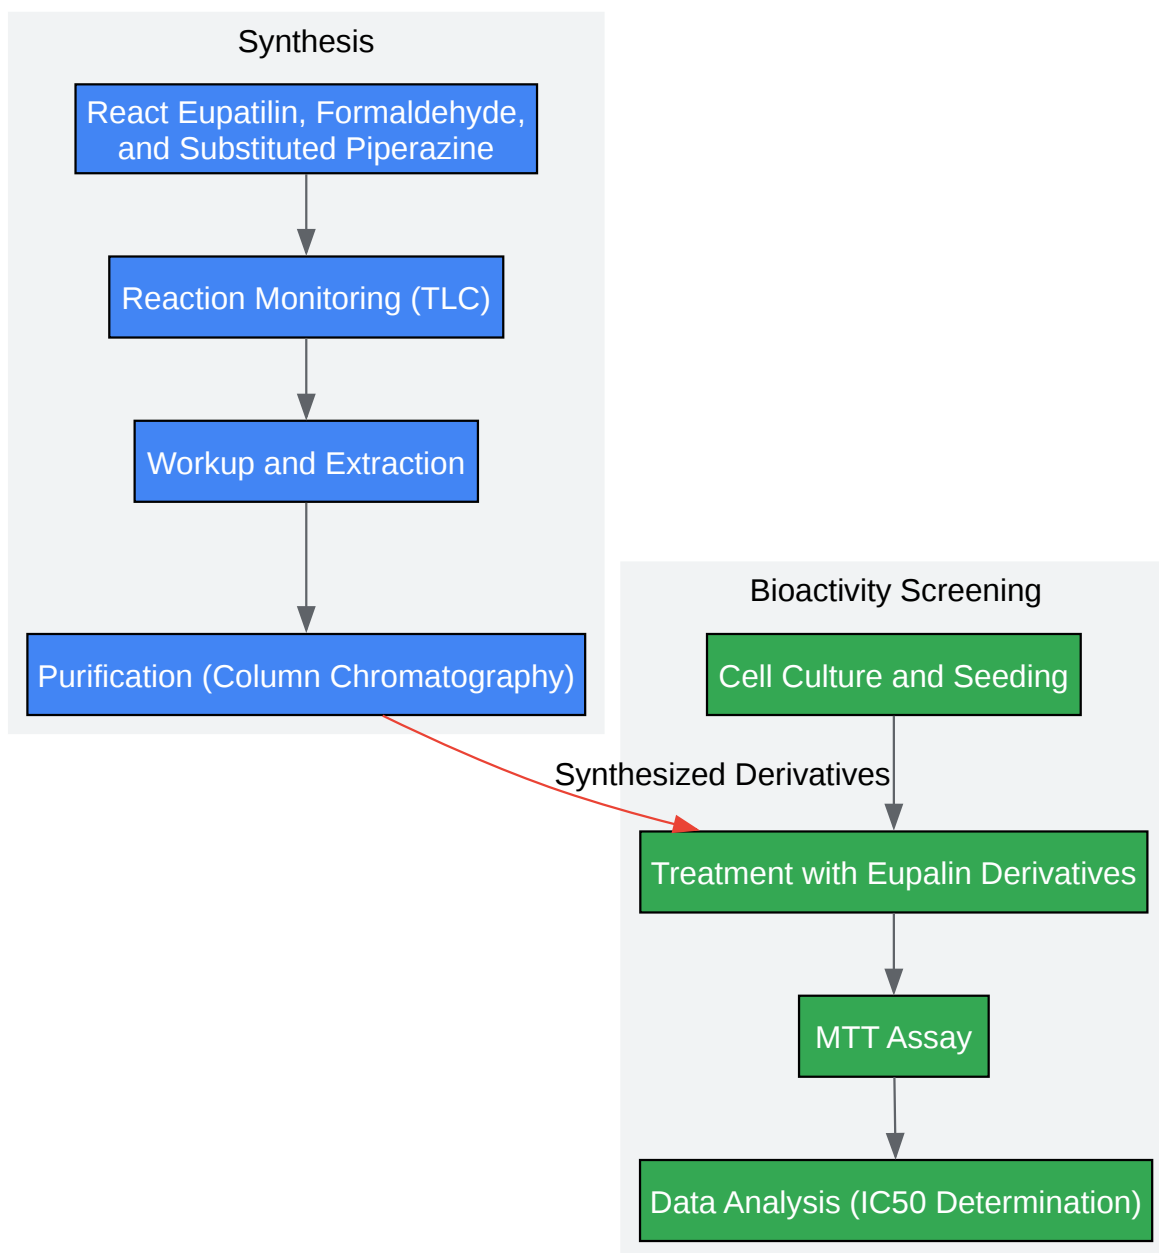 Synthesis
React Eupatilin, Formaldehyde,
and Substituted Piperazine
Reaction Monitoring (TLC)
Workup and Extraction
Purification (Column Chromatography)
Bioactivity Screening
Cell Culture and Seeding
Synthesized Derivatives
Treatment with Eupalin Derivatives
MTT Assay
Data Analysis (IC50 Determination)